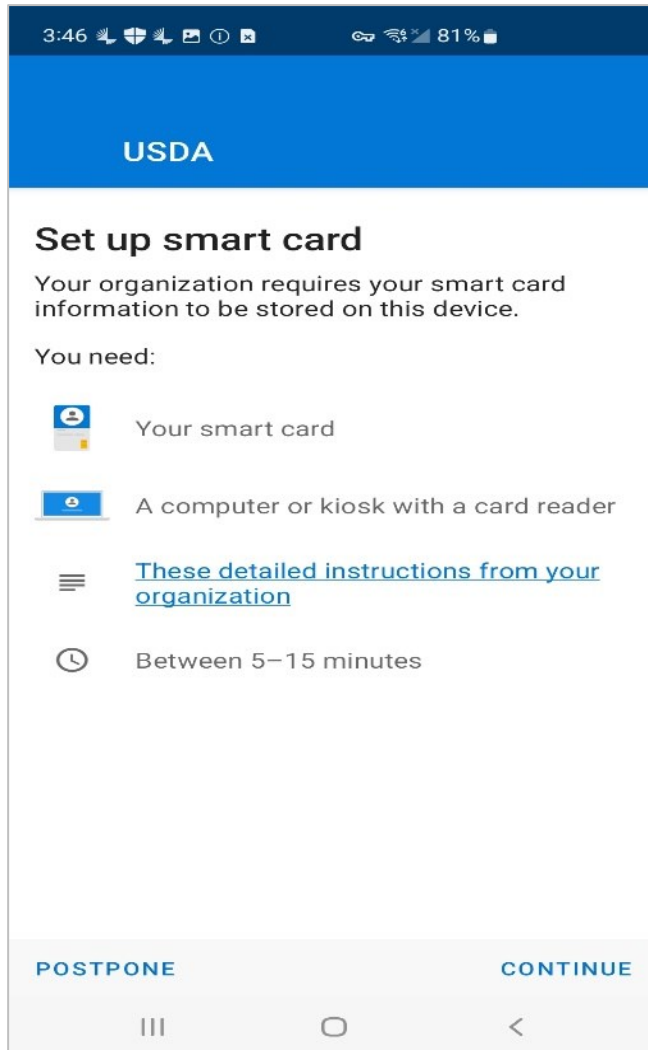 3:46 81%
USDA
Set up smart card
Your organization requires your smart card
information to be stored on this device.
You need:
Your smart card
A computer or kiosk with a card reader
These detailed instructions from your
organization
Between 5–15 minutes
POSTPONE CONTINUE